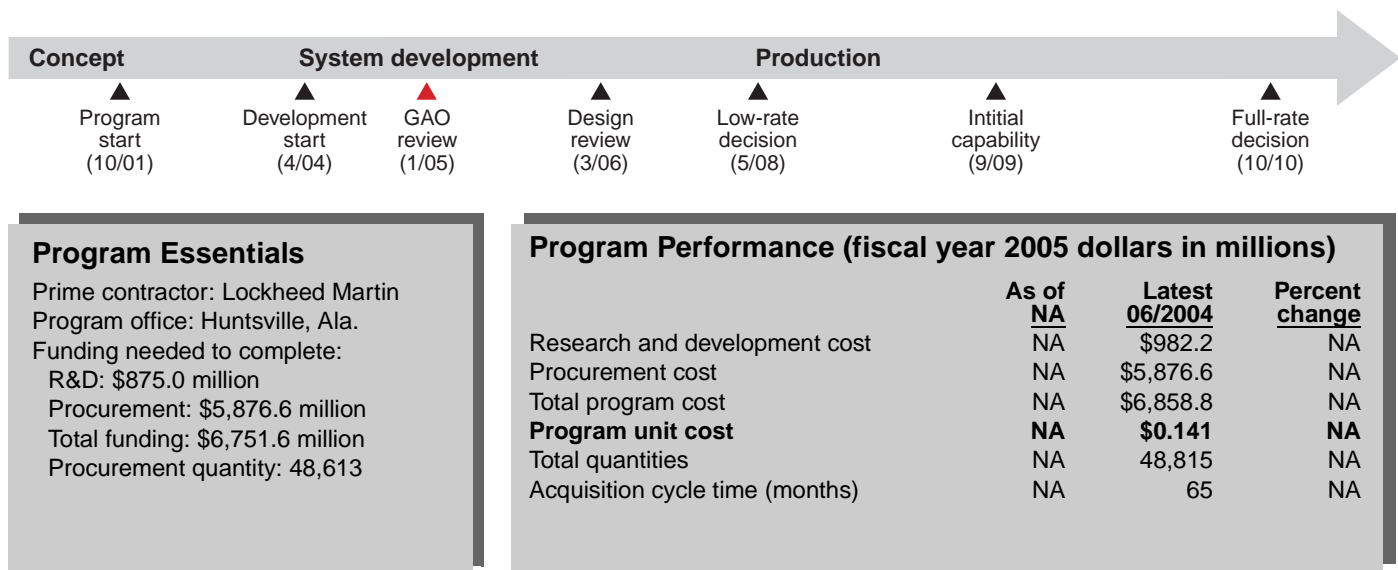 Concept System development Production
Program start (10/01)
Development start (4/04)
GAO review (1/05)
Design review (3/06)
Low-rate decision (5/08)
Intitial capability (9/09)
Full-rate decision (10/10)
Program Essentials
Prime contractor: Lockheed Martin
Program office: Huntsville, Ala.
Funding needed to complete:
R&D: $875.0 million
Procurement: $5,876.6 million
Total funding: $6,751.6 million
Procurement quantity: 48,613
Program Performance (fiscal year 2005 dollars in millions)
As of NA Latest 06/2004 Percent change
Research and development cost NA $982.2 NA
Procurement cost NA $5,876.6 NA
Total program cost NA $6,858.8 NA
Program unit cost NA $0.141 NA
Total quantities NA 48,815 NA
Acquisition cycle time (months) NA 65 NA